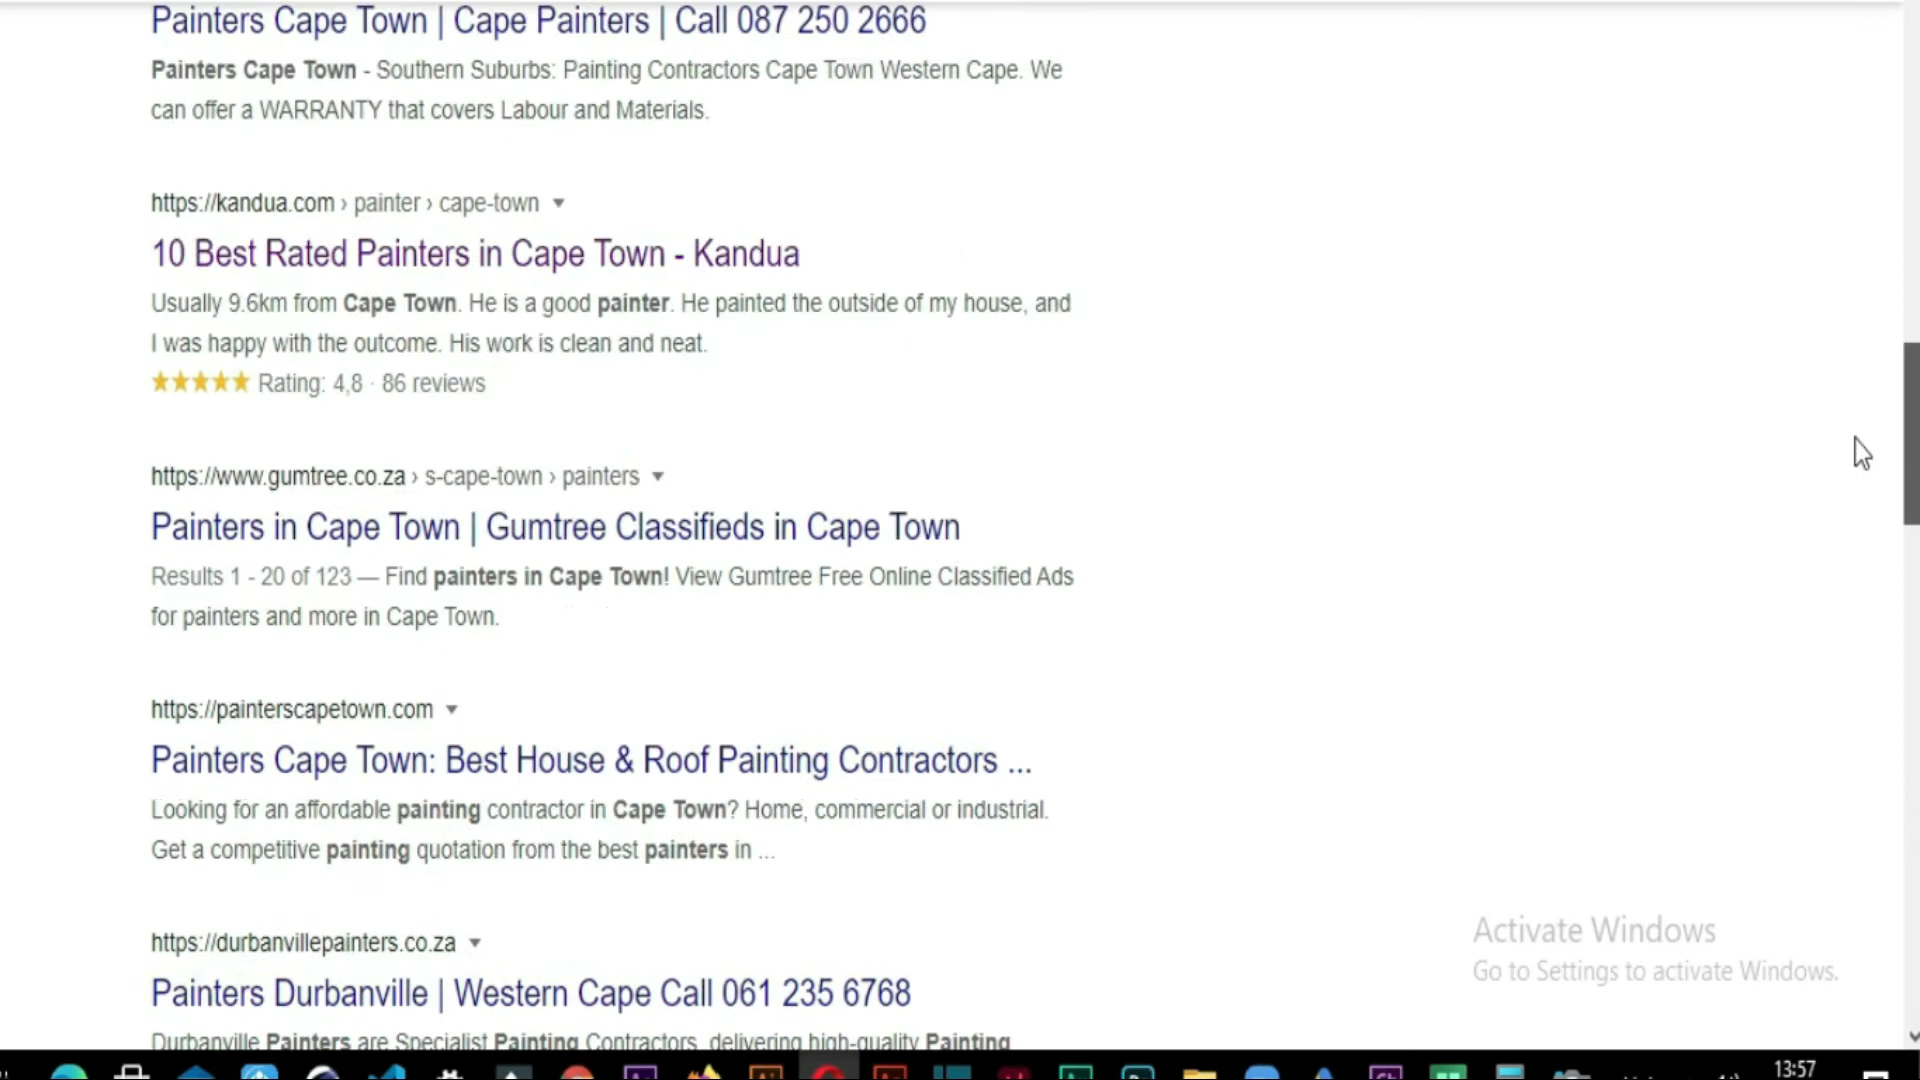 Painters Cape Town | Cape Painters | Call 087 250 2666
Painters Cape Town - Southern Suburbs: Painting Contractors Cape Town Western Cape. We
can offer a WARRANTY that covers Labour and Materials.
https://kandua.com › painter › cape-town
10 Best Rated Painters in Cape Town - Kandua
Usually 9.6km from Cape Town. He is a good painter. He painted the outside of my house, and
I was happy with the outcome. His work is clean and neat.
Rating: 4,8 · 86 reviews
https://www.gumtree.co.za › s-cape-town › painters
Painters in Cape Town | Gumtree Classifieds in Cape Town
Results 1 - 20 of 123 — Find painters in Cape Town! View Gumtree Free Online Classified Ads
for painters and more in Cape Town.
https://painterscapetown.com
Painters Cape Town: Best House & Roof Painting Contractors ...
Looking for an affordable painting contractor in Cape Town? Home, commercial or industrial.
Get a competitive painting quotation from the best painters in ...
https://durbanvillepainters.co.za
Painters Durbanville | Western Cape Call 061 235 6768
Durbanville Painters are Specialist Painting Contractors, delivering high-quality Painting
Activate Windows
Go to Settings to activate Windows.
13:57